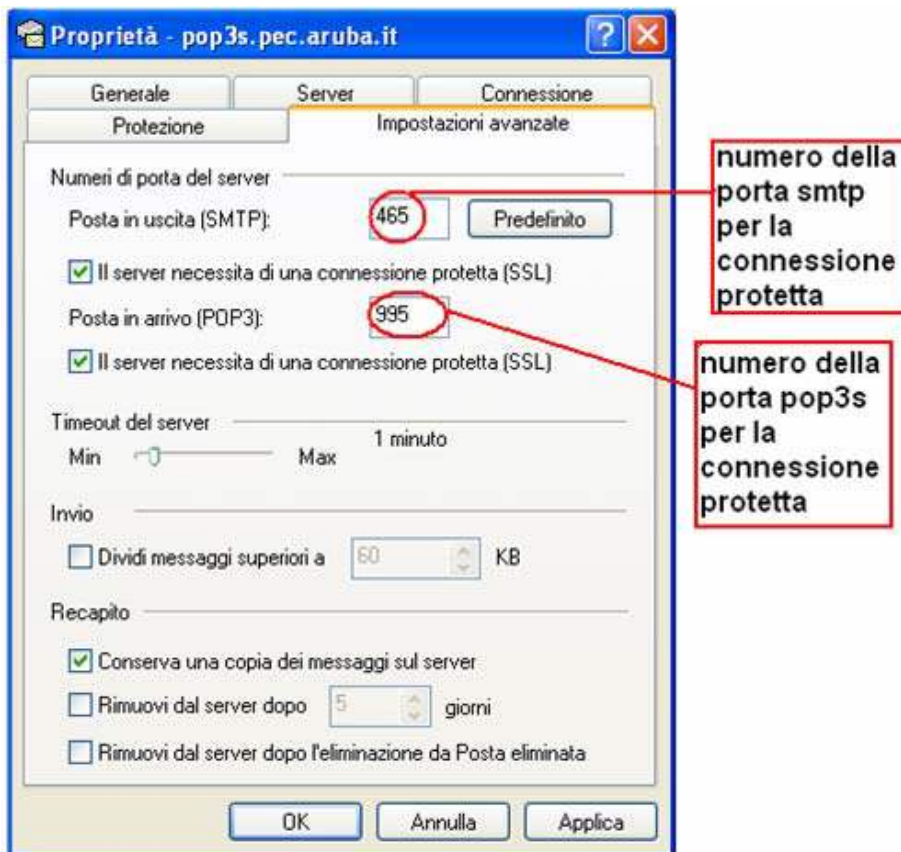 Proprietà - pop3s.pec.aruba.it
Generale Server Connessione
Protezione Impostazioni avanzate
Numeri di porta del server
Posta in uscita (SMTP): 465 Predefinito
Il server necessita di una connessione protetta (SSL)
Posta in arrivo (POP3): 995
Il server necessita di una connessione protetta (SSL)
Timeout del server
Min Max 1 minuto
Invio
Dividi messaggi superiori a 60 KB
Recapito
Conserva una copia dei messaggi sul server
Rimuovi dal server dopo 5 giorni
Rimuovi dal server dopo l'eliminazione da Posta eliminata
OK Annulla Applica
numero della
porta smtp
per la
connessione
protetta
numero della
porta pop3s
per la
connessione
protetta